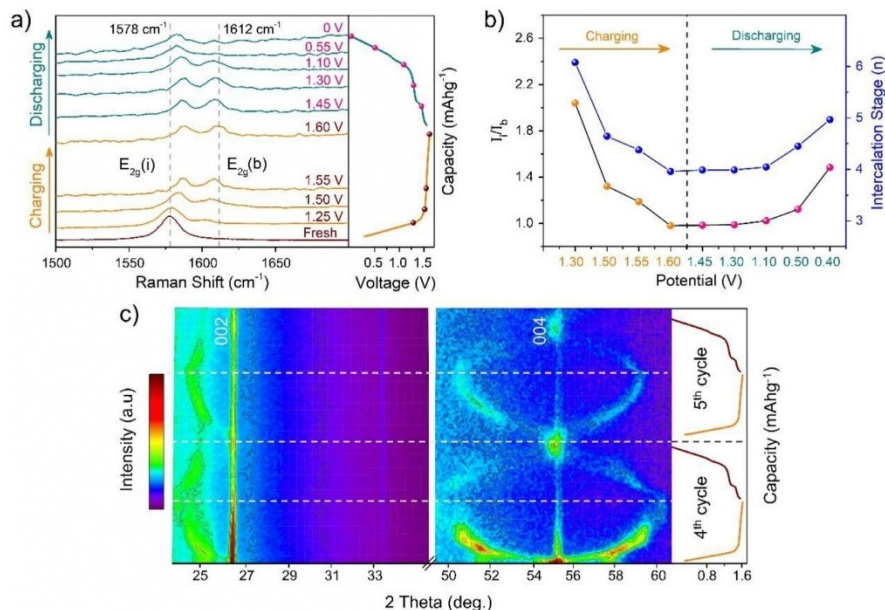 a)
1578 cm⁻¹
1612 cm⁻¹
0 V
0.55 V
1.10 V
1.30 V
1.45 V
1.60 V
E₂g(i)
E₂g(b)
1.55 V
1.50 V
1.25 V
Fresh
Discharging
Charging
1500 1550 1600 1650
Raman Shift (cm⁻¹)
0.5 1.0 1.5
Voltage (V)
Capacity (mAhg⁻¹)
b)
Charging
Discharging
2.6
2.2
1.8
1.4
1.0
Iᵢ/I_b
6
5
4
3
Intercalation Stage (n)
1.30 1.50 1.55 1.60 1.45 1.30 1.10 0.50 0.40
Potential (V)
c)
002
004
Intensity (a.u)
5th cycle
4th cycle
Capacity (mAhg⁻¹)
25 27 29 31 33 50 52 54 56 58 60
0.8 1.6
2 Theta (deg.)